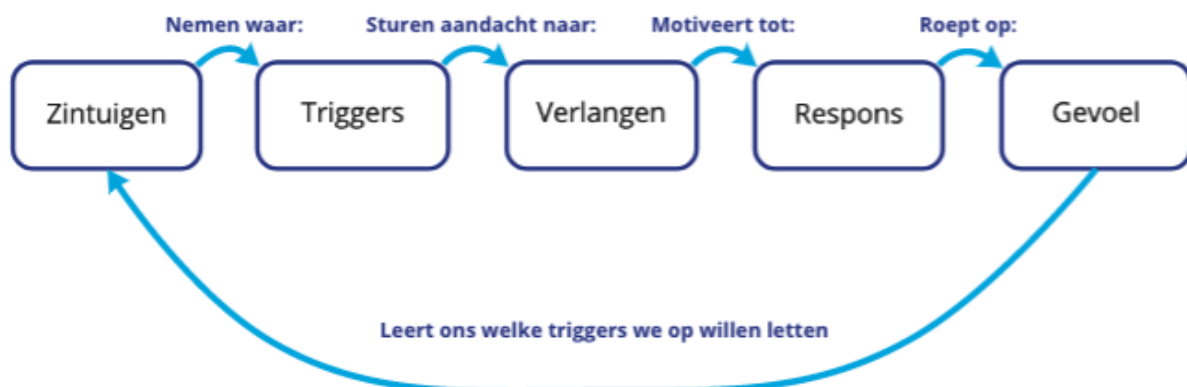 Nemen waar:
Sturen aandacht naar:
Motiveert tot:
Roept op:
Zintuigen
Triggers
Verlangen
Respons
Gevoel
Leert ons welke triggers we op willen letten